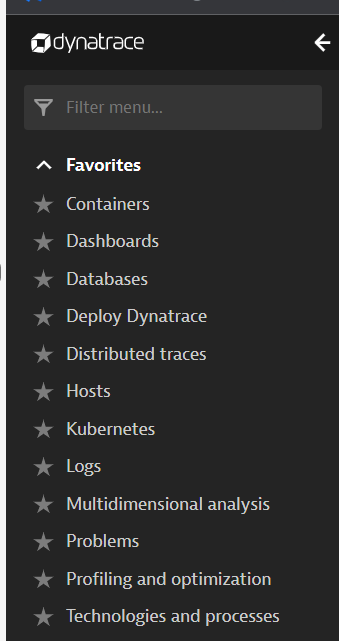 dynatrace
Filter menu...
Favorites
Containers
Dashboards
Databases
Deploy Dynatrace
Distributed traces
Hosts
Kubernetes
Logs
Multidimensional analysis
Problems
Profiling and optimization
Technologies and processes